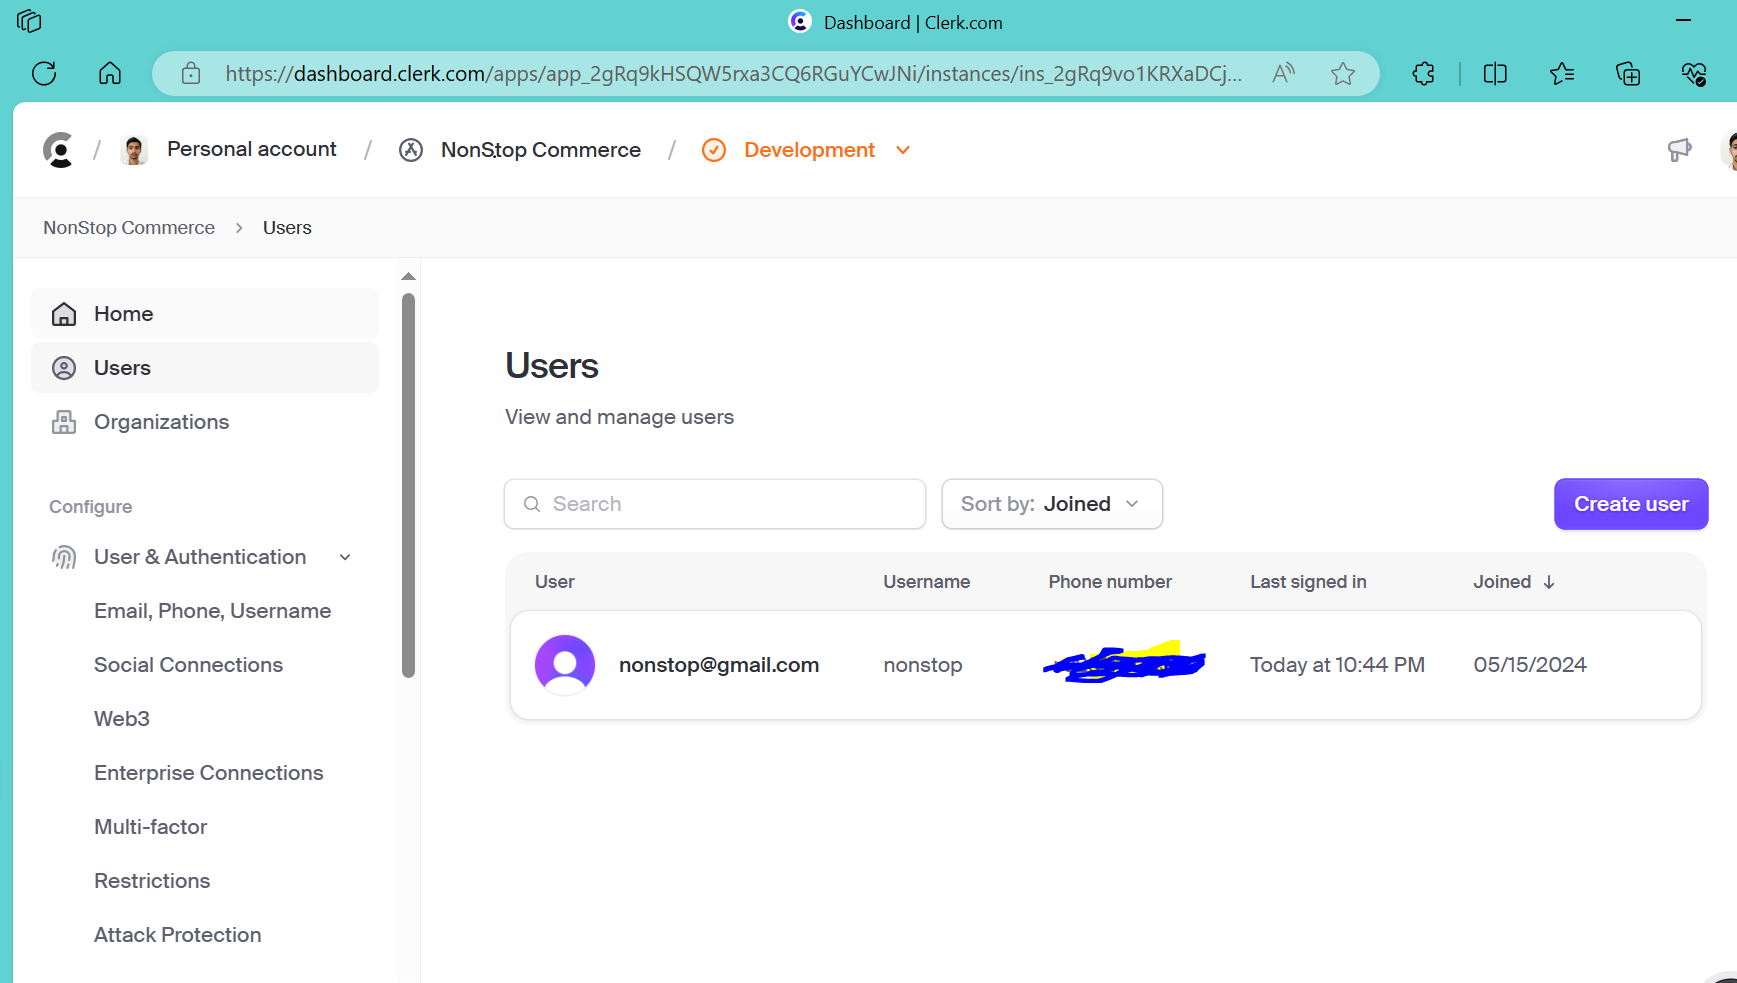 Dashboard | Clerk.com
https://dashboard.clerk.com/apps/app_2gRq9kHSQW5rxa3CQ6RGuYCwJNi/instances/ins_2gRq9vo1KRXaDCj...
Personal account / NonStop Commerce / Development
NonStop Commerce > Users
Home
Users
Organizations
Configure
User & Authentication
Email, Phone, Username
Social Connections
Web3
Enterprise Connections
Multi-factor
Restrictions
Attack Protection
Users
View and manage users
Search
Sort by: Joined
Create user
User Username Phone number Last signed in Joined ↓
nonstop@gmail.com nonstop Today at 10:44 PM 05/15/2024